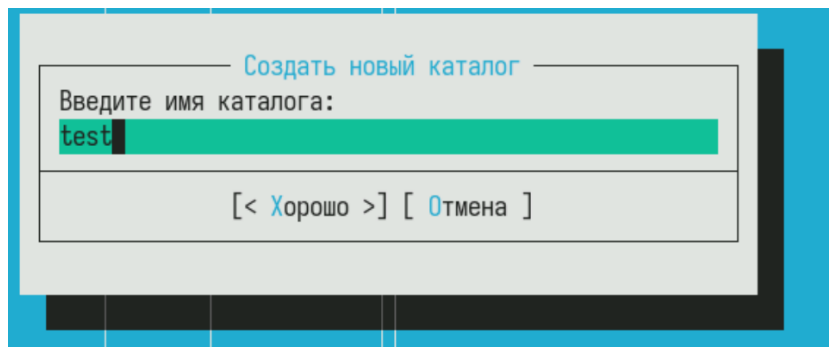 Создать новый каталог
Введите имя каталога:
test
[< Хорошо >] [ Отмена ]